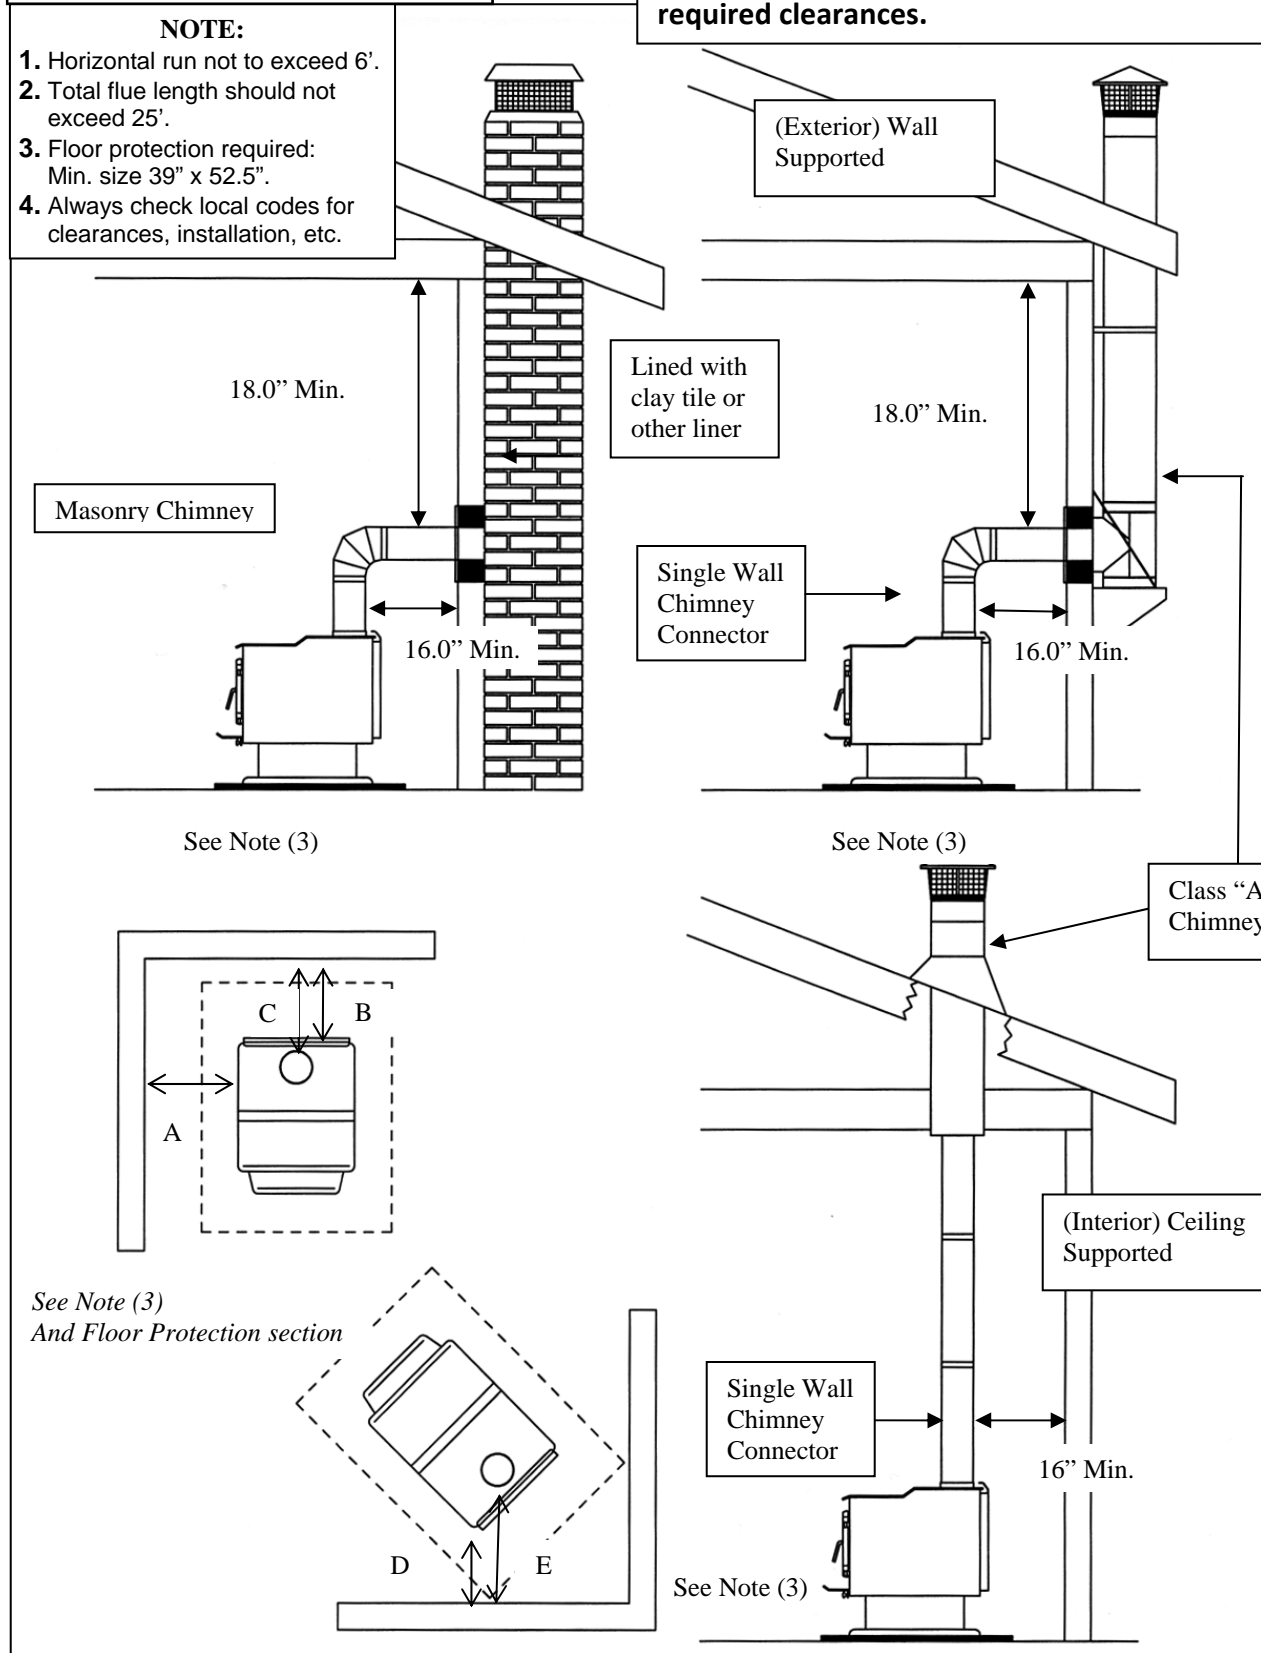 required clearances.
NOTE:
1. Horizontal run not to exceed 6’.
2. Total flue length should not
exceed 25’.
3. Floor protection required:
Min. size 39” x 52.5”.
4. Always check local codes for
clearances, installation, etc.
(Exterior) Wall
Supported
18.0” Min.
Lined with
clay tile or
other liner
18.0” Min.
Masonry Chimney
Single Wall
Chimney
Connector
16.0” Min.
16.0” Min.
See Note (3)
See Note (3)
Class “A
Chimney
C
B
A
(Interior) Ceiling
Supported
See Note (3)
And Floor Protection section
Single Wall
Chimney
Connector
16” Min.
D
E
See Note (3)